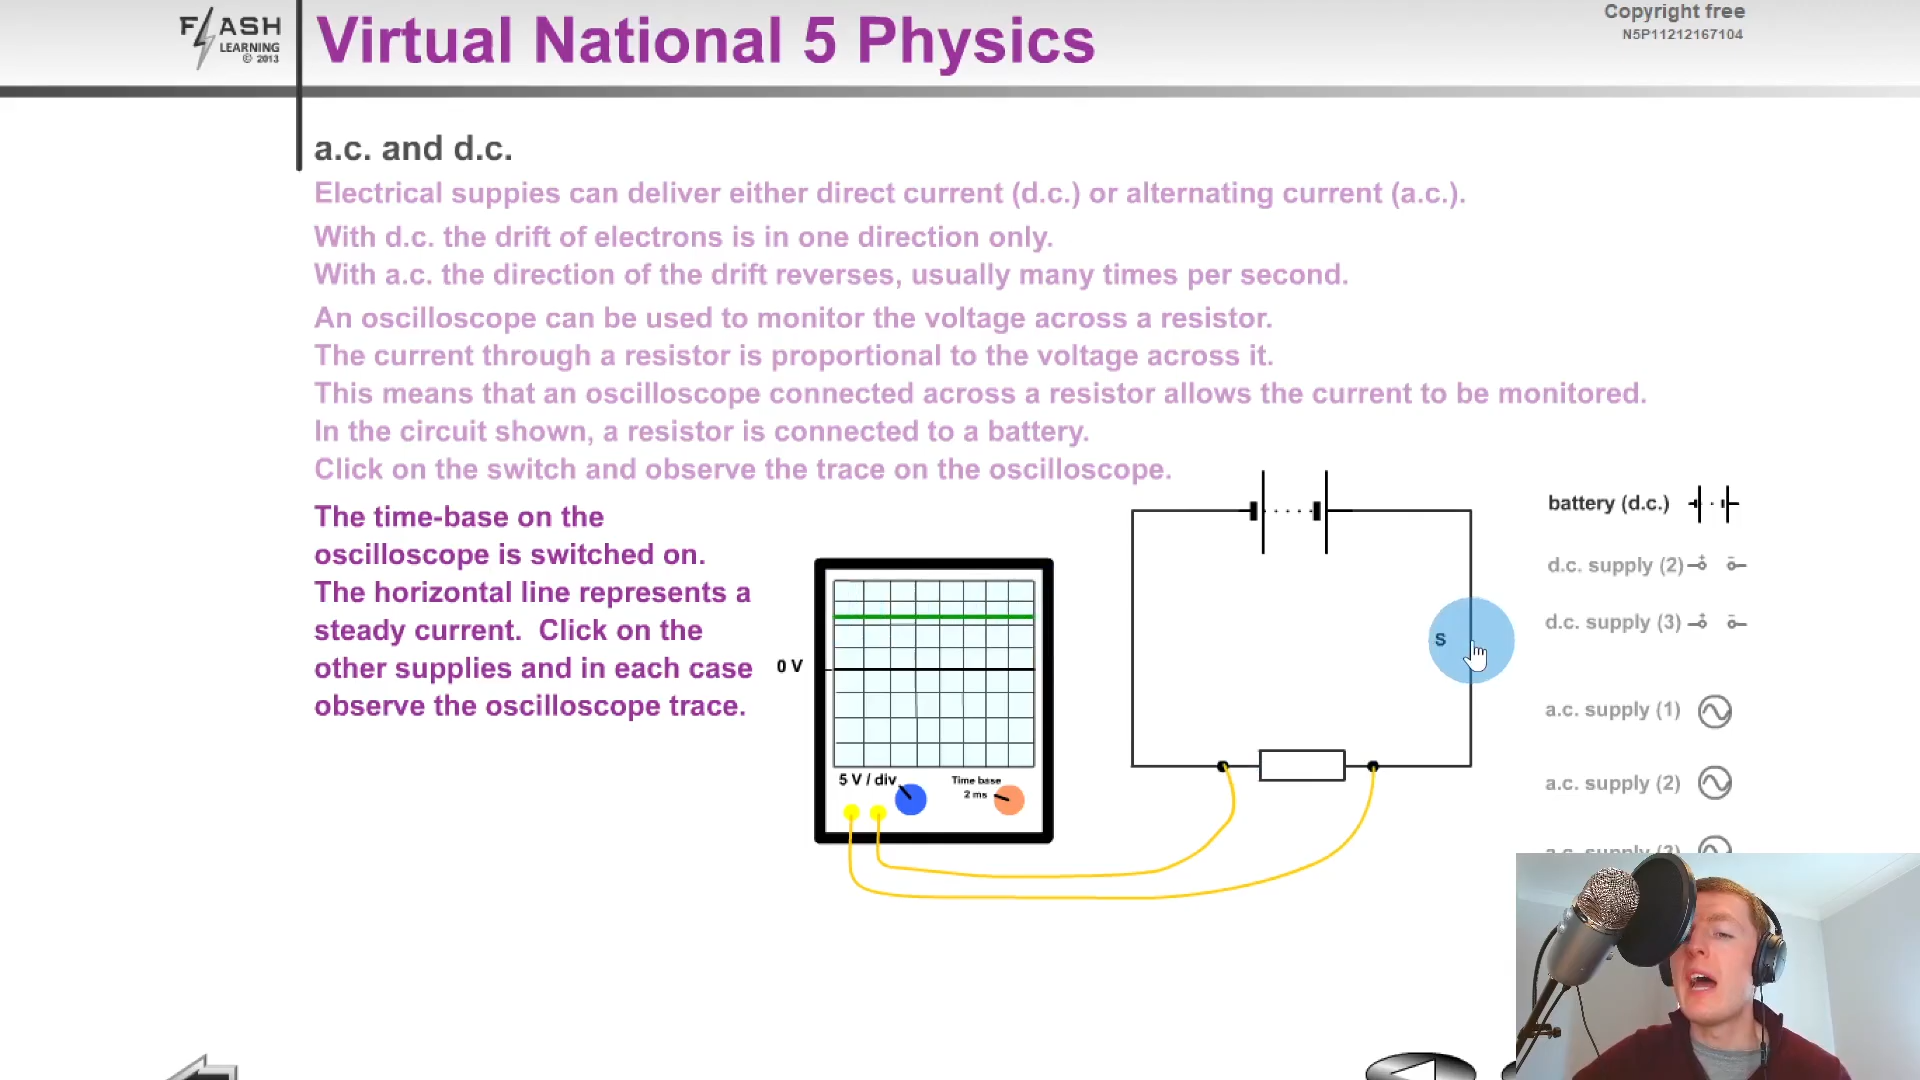 FLASH
LEARNING
© 2013
Virtual National 5 Physics
Copyright free
N5P11212167104
a.c. and d.c.
Electrical suppies can deliver either direct current (d.c.) or alternating current (a.c.).
With d.c. the drift of electrons is in one direction only.
With a.c. the direction of the drift reverses, usually many times per second.
An oscilloscope can be used to monitor the voltage across a resistor.
The current through a resistor is proportional to the voltage across it.
This means that an oscilloscope connected across a resistor allows the current to be monitored.
In the circuit shown, a resistor is connected to a battery.
Click on the switch and observe the trace on the oscilloscope.
The time-base on the
oscilloscope is switched on.
The horizontal line represents a
steady current. Click on the
other supplies and in each case
observe the oscilloscope trace.
0 V
5 V / div
Time base
2 ms
S
battery (d.c.)
d.c. supply (2)
d.c. supply (3)
a.c. supply (1)
a.c. supply (2)
a.c. supply (3)